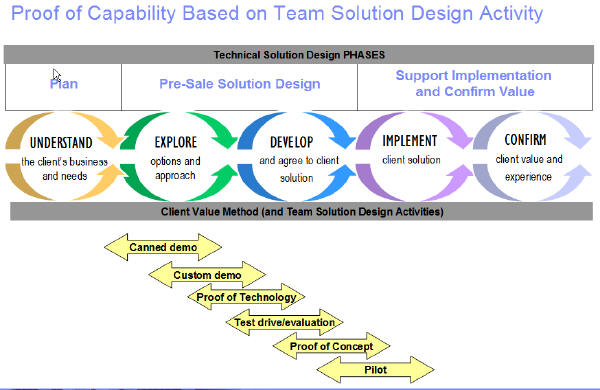 Proof of Capability Based on Team Solution Design Activity
Technical Solution Design PHASES
Plan
Pre-Sale Solution Design
Support Implementation
and Confirm Value
UNDERSTAND
the client's business
and needs
EXPLORE
options and
approach
DEVELOP
and agree to client
solution
IMPLEMENT
client solution
CONFIRM
client value and
experience
Client Value Method (and Team Solution Design Activities)
Canned demo
Custom demo
Proof of Technology
Test drive/evaluation
Proof of Concept
Pilot